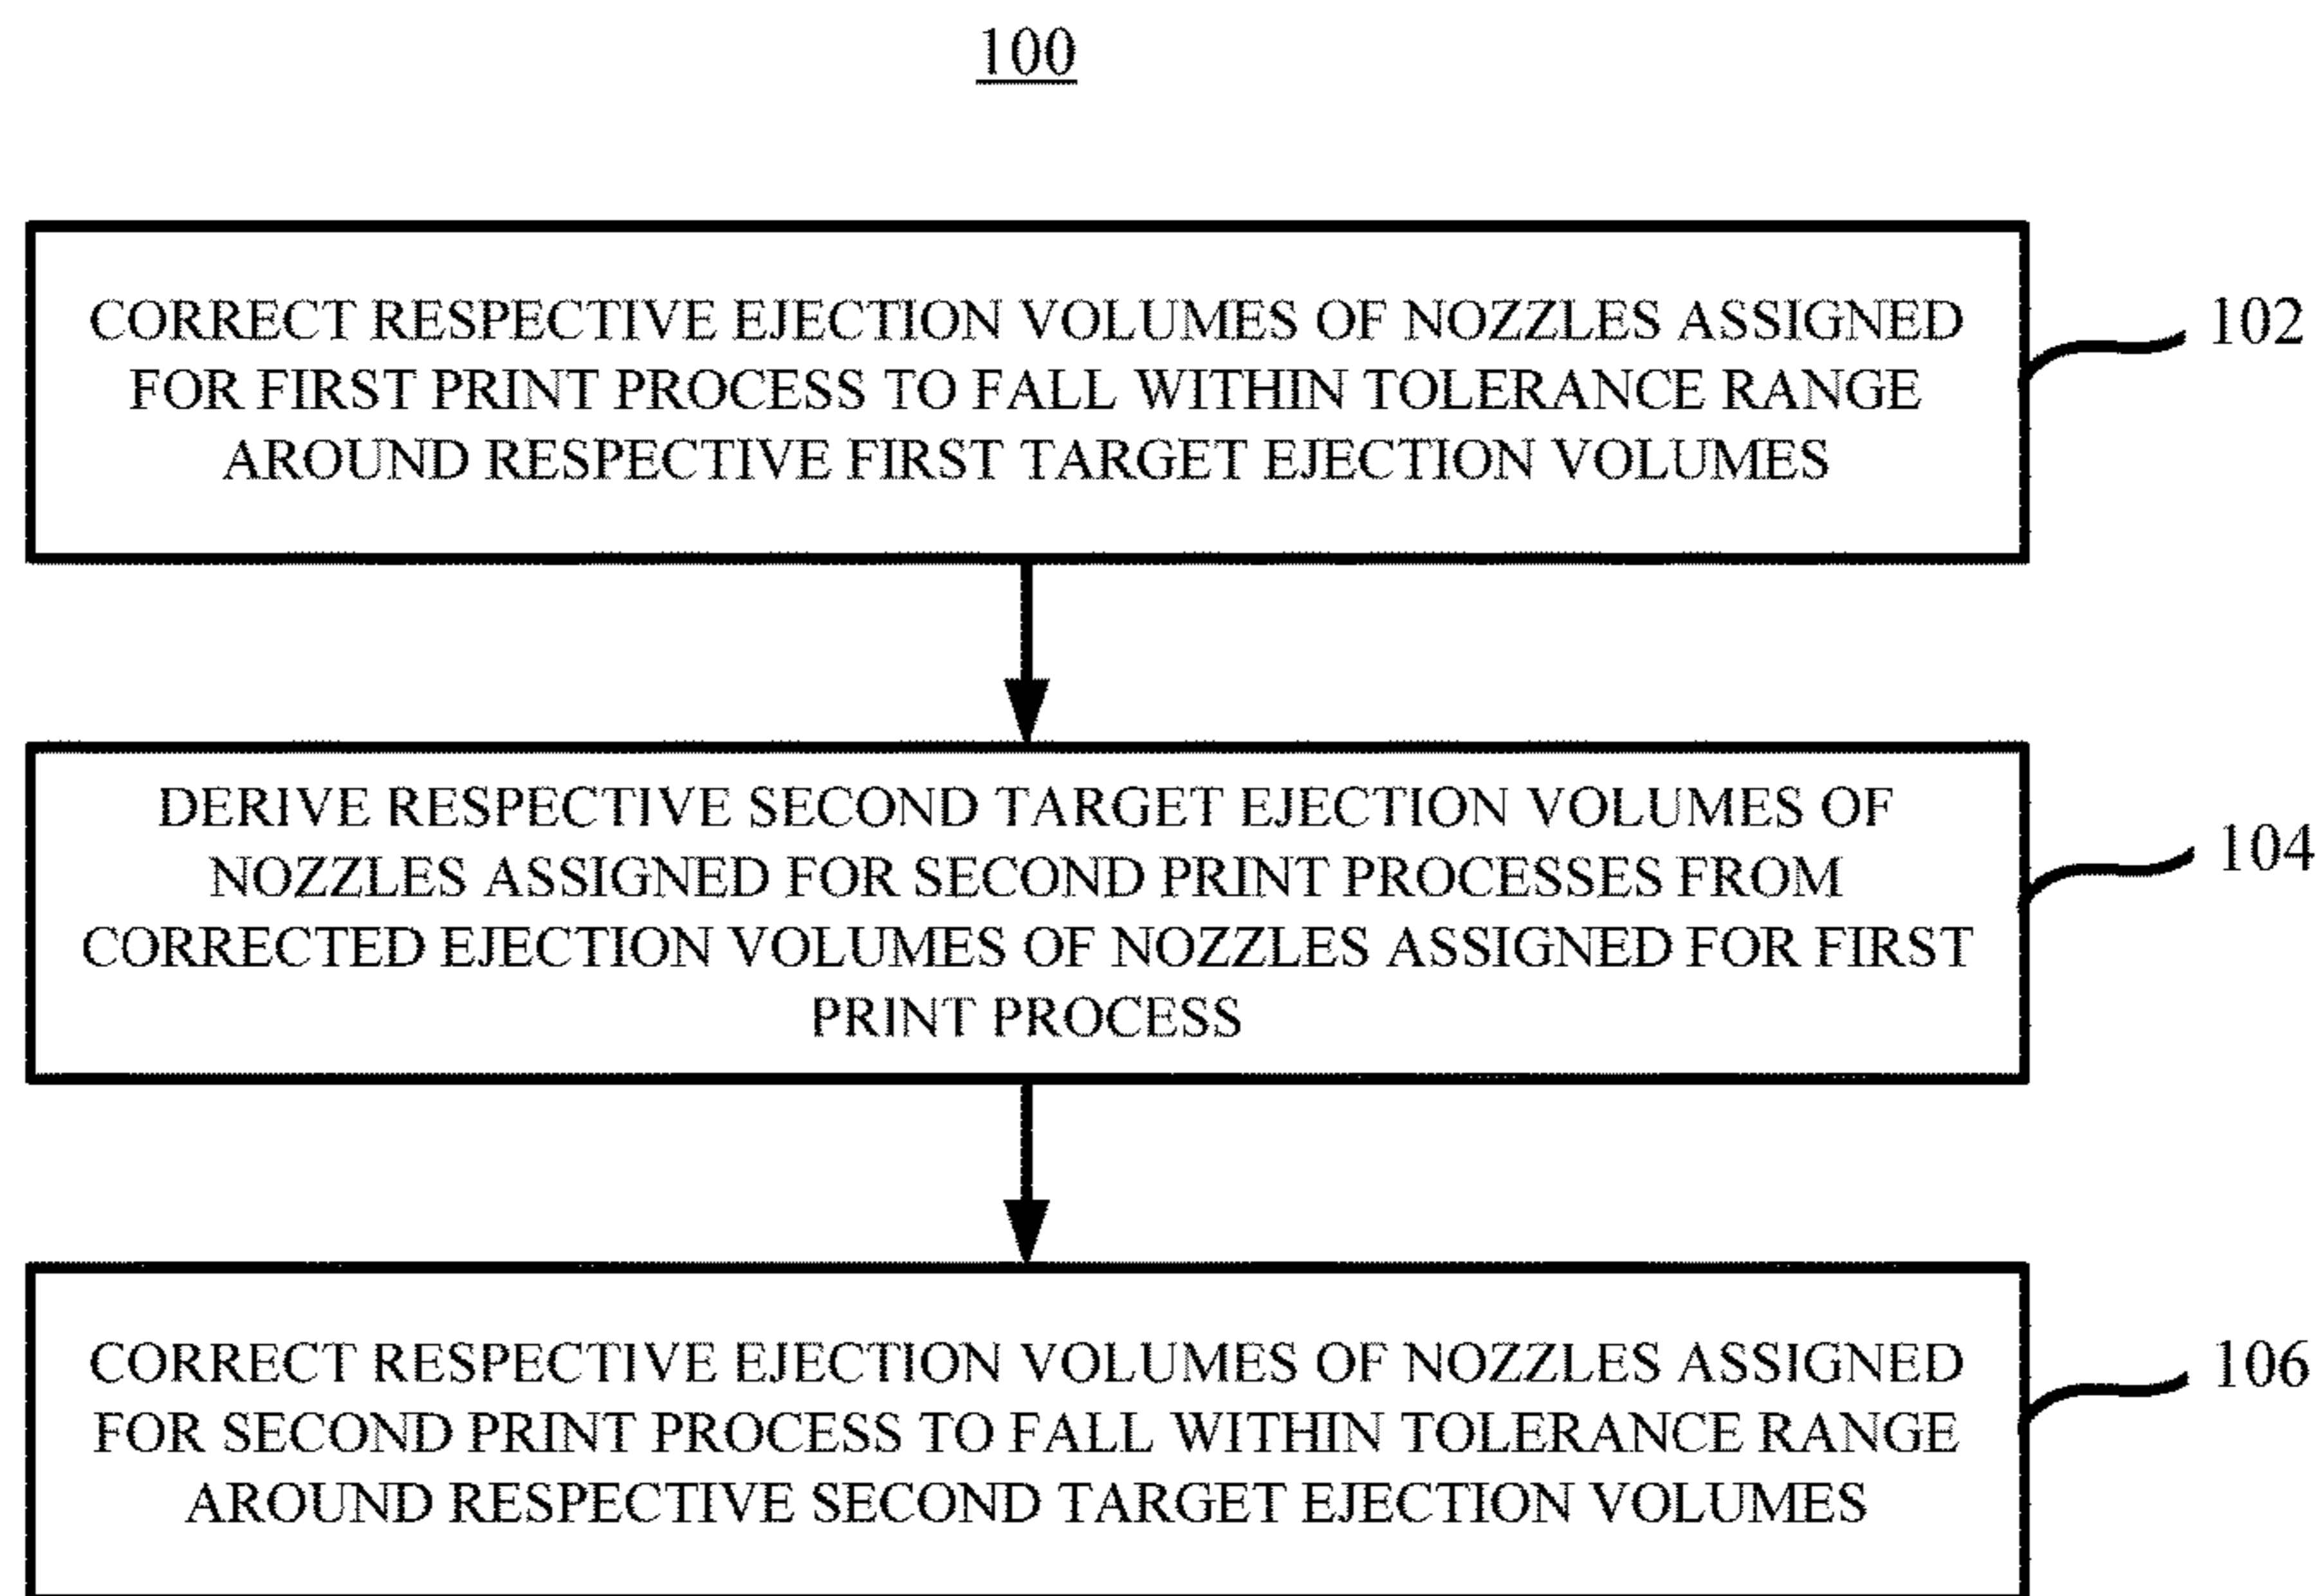 100
CORRECT RESPECTIVE EJECTION VOLUMES OF NOZZLES ASSIGNED
FOR FIRST PRINT PROCESS TO FALL WITHIN TOLERANCE RANGE
AROUND RESPECTIVE FIRST TARGET EJECTION VOLUMES
102
DERIVE RESPECTIVE SECOND TARGET EJECTION VOLUMES OF
NOZZLES ASSIGNED FOR SECOND PRINT PROCESSES FROM
CORRECTED EJECTION VOLUMES OF NOZZLES ASSIGNED FOR FIRST
PRINT PROCESS
104
CORRECT RESPECTIVE EJECTION VOLUMES OF NOZZLES ASSIGNED
FOR SECOND PRINT PROCESS TO FALL WITHIN TOLERANCE RANGE
AROUND RESPECTIVE SECOND TARGET EJECTION VOLUMES
106